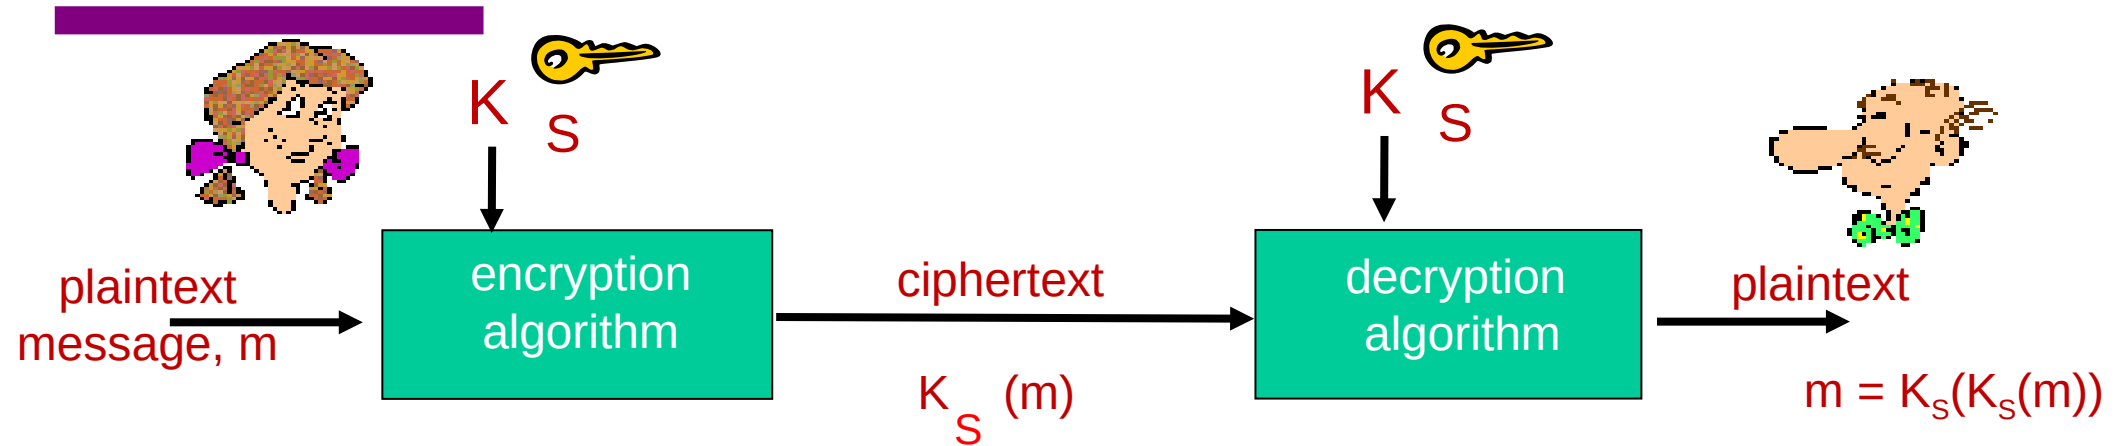 K S
K S
plaintext
message, m
encryption
algorithm
ciphertext
K S (m)
decryption
algorithm
plaintext
m = KS(KS(m))